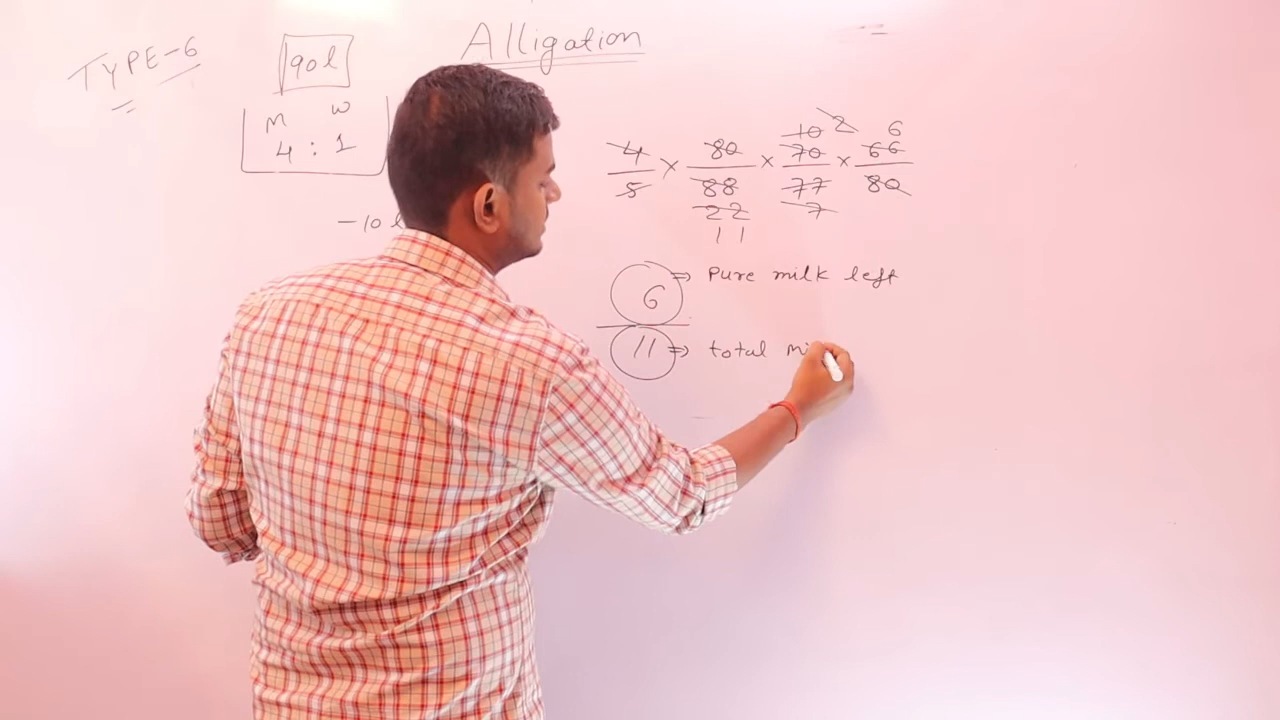 TYPE-6
90l
Alligation
M W
4 : 1
-10 l
10 2 6
4 80 70 66
× × ×
5 88 77 80
22 7
11
6 ⇒ Pure milk left
11 ⇒ total mi